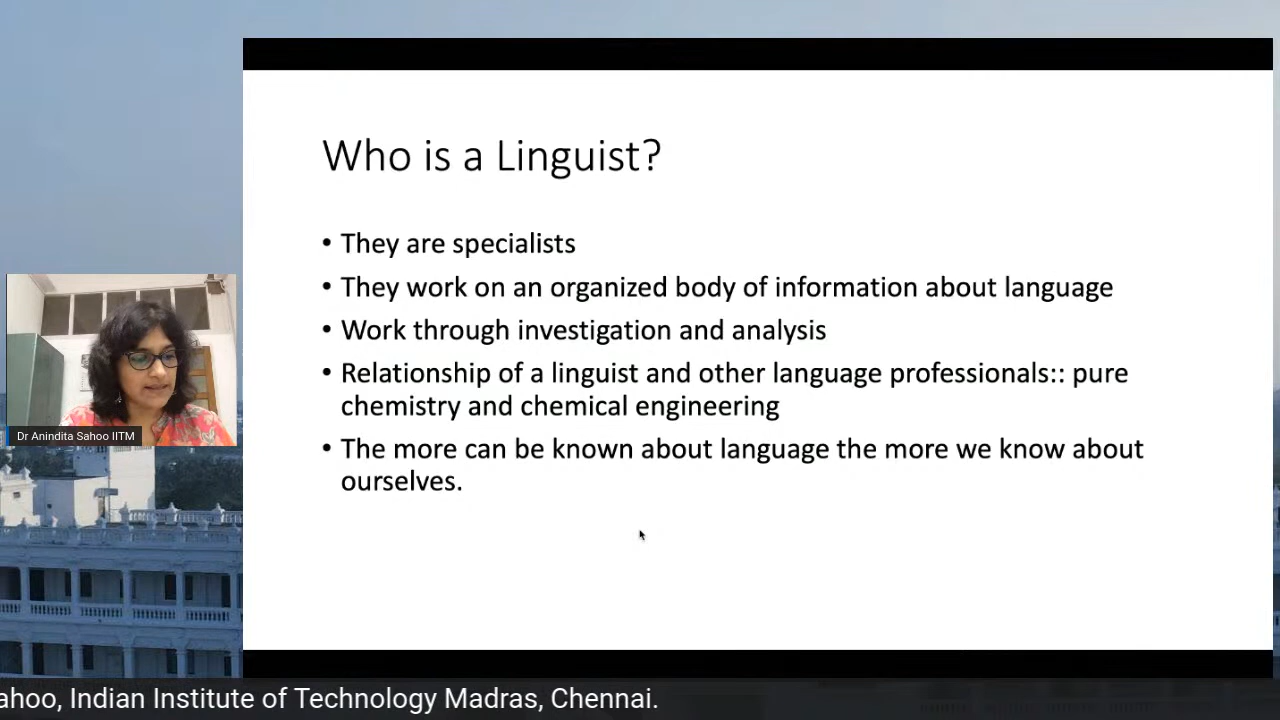 Who is a Linguist?
• They are specialists
• They work on an organized body of information about language
• Work through investigation and analysis
• Relationship of a linguist and other language professionals:: pure
chemistry and chemical engineering
• The more can be known about language the more we know about
ourselves.
Dr Anindita Sahoo IITM
ahoo, Indian Institute of Technology Madras, Chennai.